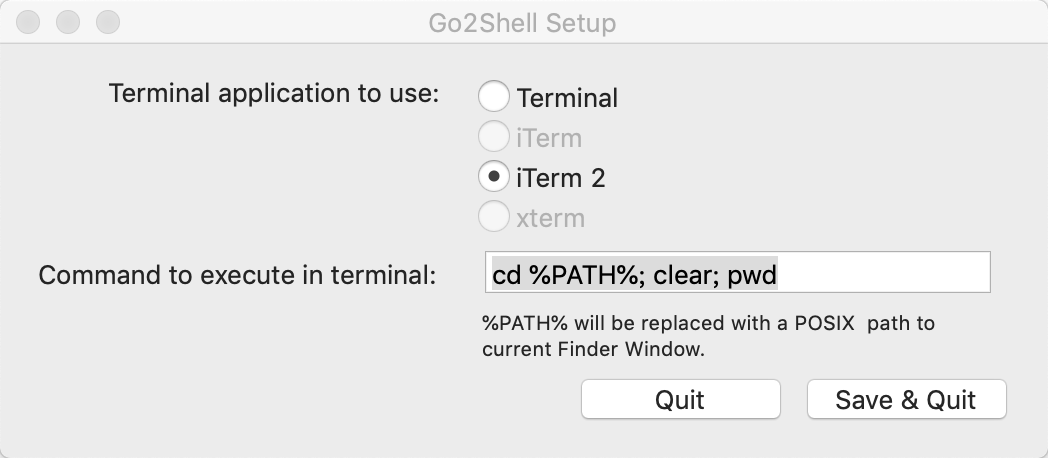 Go2Shell Setup
Terminal application to use:
Terminal
iTerm
iTerm 2
xterm
Command to execute in terminal:
cd %PATH%; clear; pwd
%PATH% will be replaced with a POSIX  path to
current Finder Window.
Quit
Save & Quit